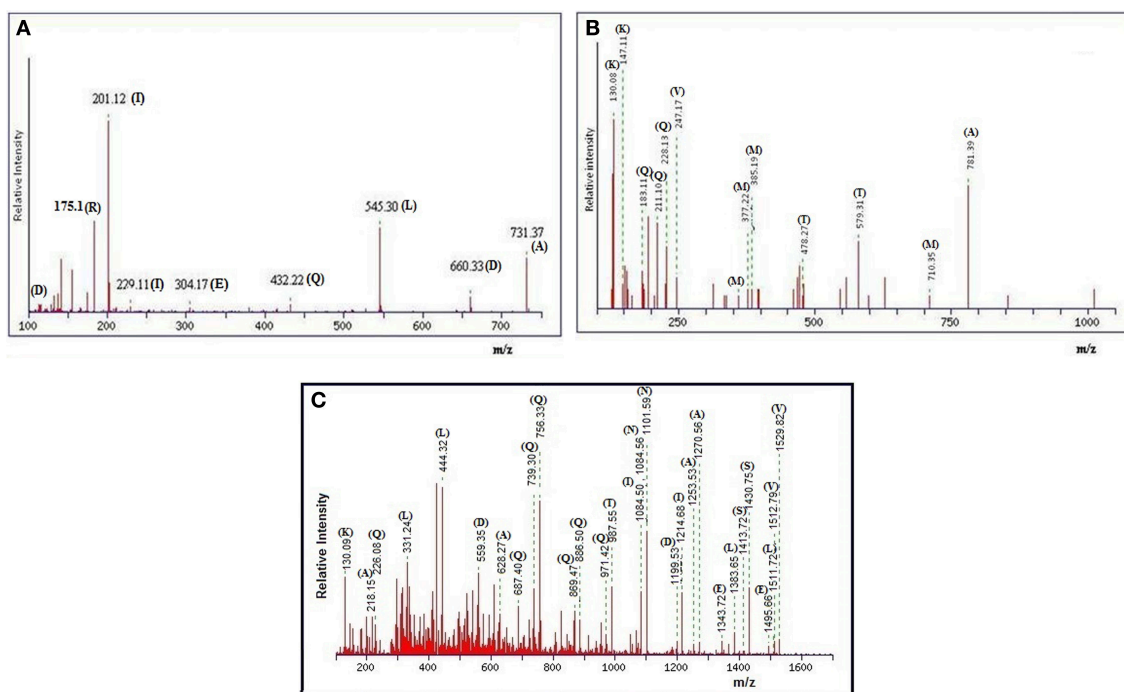 A
Relative Intensity
201.12 (I)
175.1 (R)
(D)
229.11 (I)
304.17 (E)
432.22 (Q)
545.30 (L)
660.33 (D)
731.37
(A)
100 200 300 400 500 600 700
m/z
B
Relative intensity
(K)
130.08
(K)
147.11
(Q)
183.11
(Q)
211.10
(Q)
228.13
(V)
247.17
(M)
(M)
377.22
(M)
385.19
(T)
478.27
(T)
579.31
(M)
710.35
(A)
781.39
250 500 750 1000
m/z
C
Relative Intensity
(K)
130.09
(A)
218.15
(Q)
226.08
(L)
331.24
(L)
444.32
(D)
559.35
(A)
628.27
(Q)
687.40
(Q)
739.30
(Q)
756.33
(Q)
869.47
(Q)
886.50
(Q)
971.42
(I)
987.55
(I)
1084.50
(N)
1084.56
(N)
1101.59
(D)
1199.53
(I)
1214.68
(A)
1253.53
(A)
1270.56
(E)
1343.72
(L)
1383.65
(S)
1413.72
(S)
1430.75
(E)
1495.66
(L)
1511.72
(V)
1512.79
(V)
1529.82
200 400 600 800 1000 1200 1400 1600
m/z